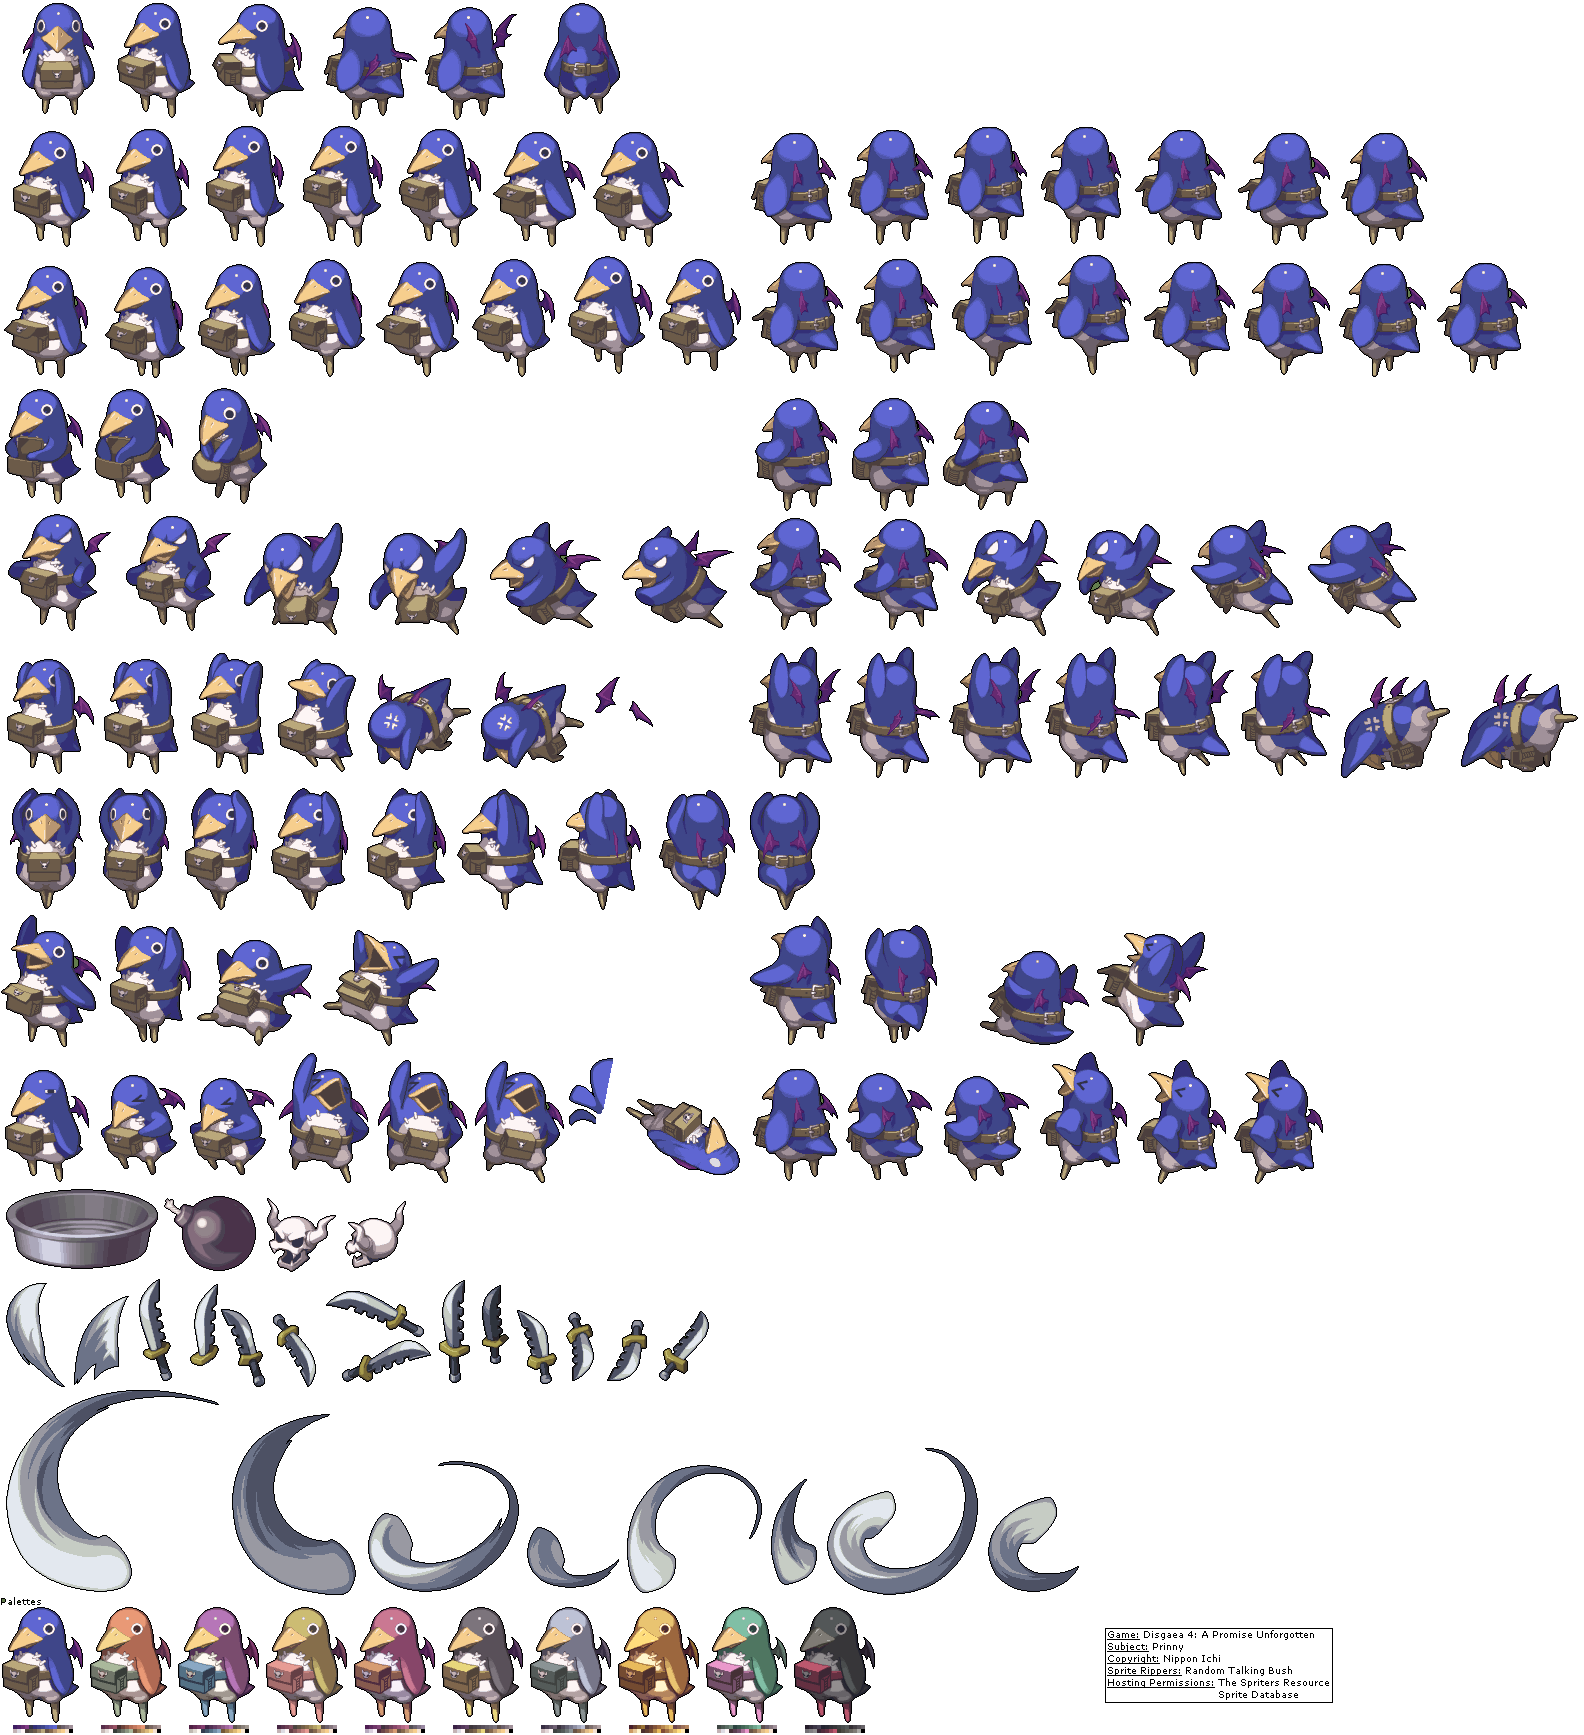 Palettes
Game: Disgaea 4: A Promise Unforgotten
Subject: Prinny
Copyright: Nippon Ichi
Sprite Rippers: Random Talking Bush
Hosting Permissions: The Spriters Resource
Sprite Database